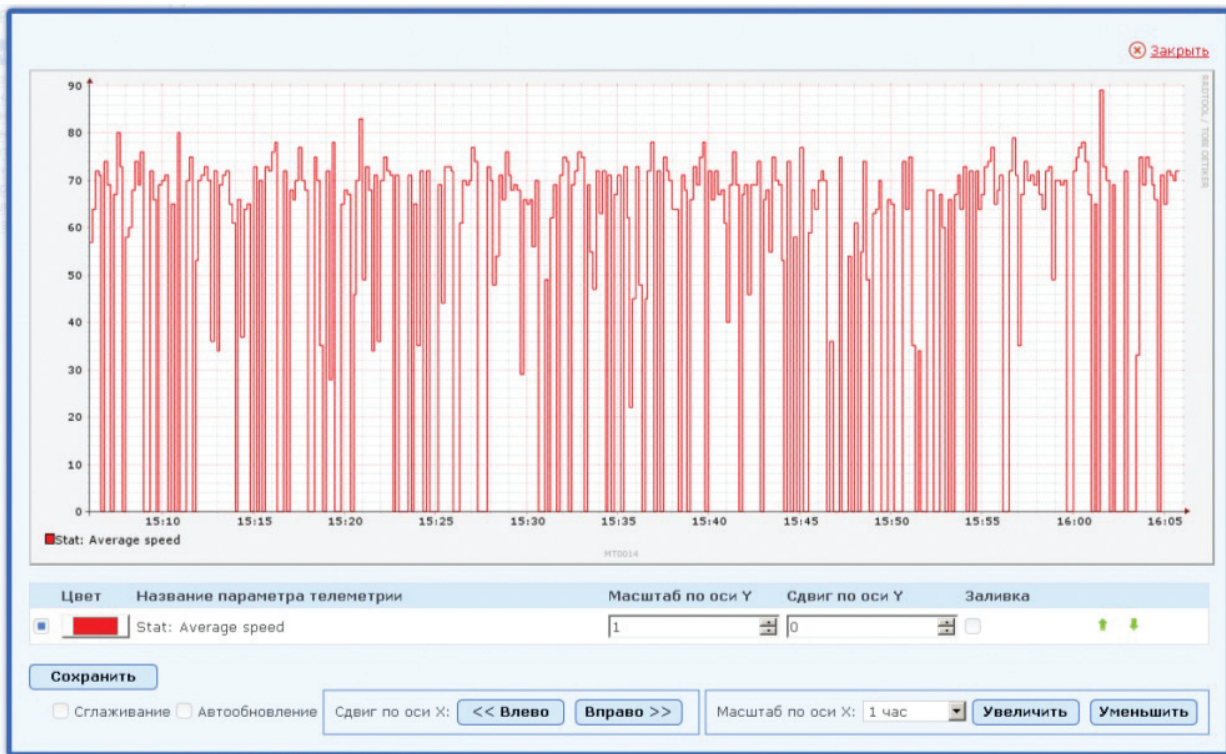 Закрыть
90
80
70
60
50
40
30
20
10
0
15:10 15:15 15:20 15:25 15:30 15:35 15:40 15:45 15:50 15:55 16:00 16:05
Stat: Average speed
MT0014
RRDTOOL / TOBI OETIKER
Цвет Название параметра телеметрии Масштаб по оси Y Сдвиг по оси Y Заливка
Stat: Average speed 1 0
Сохранить
Сглаживание Автообновление Сдвиг по оси X: << Влево Вправо >> Масштаб по оси X: 1 час Увеличить Уменьшить